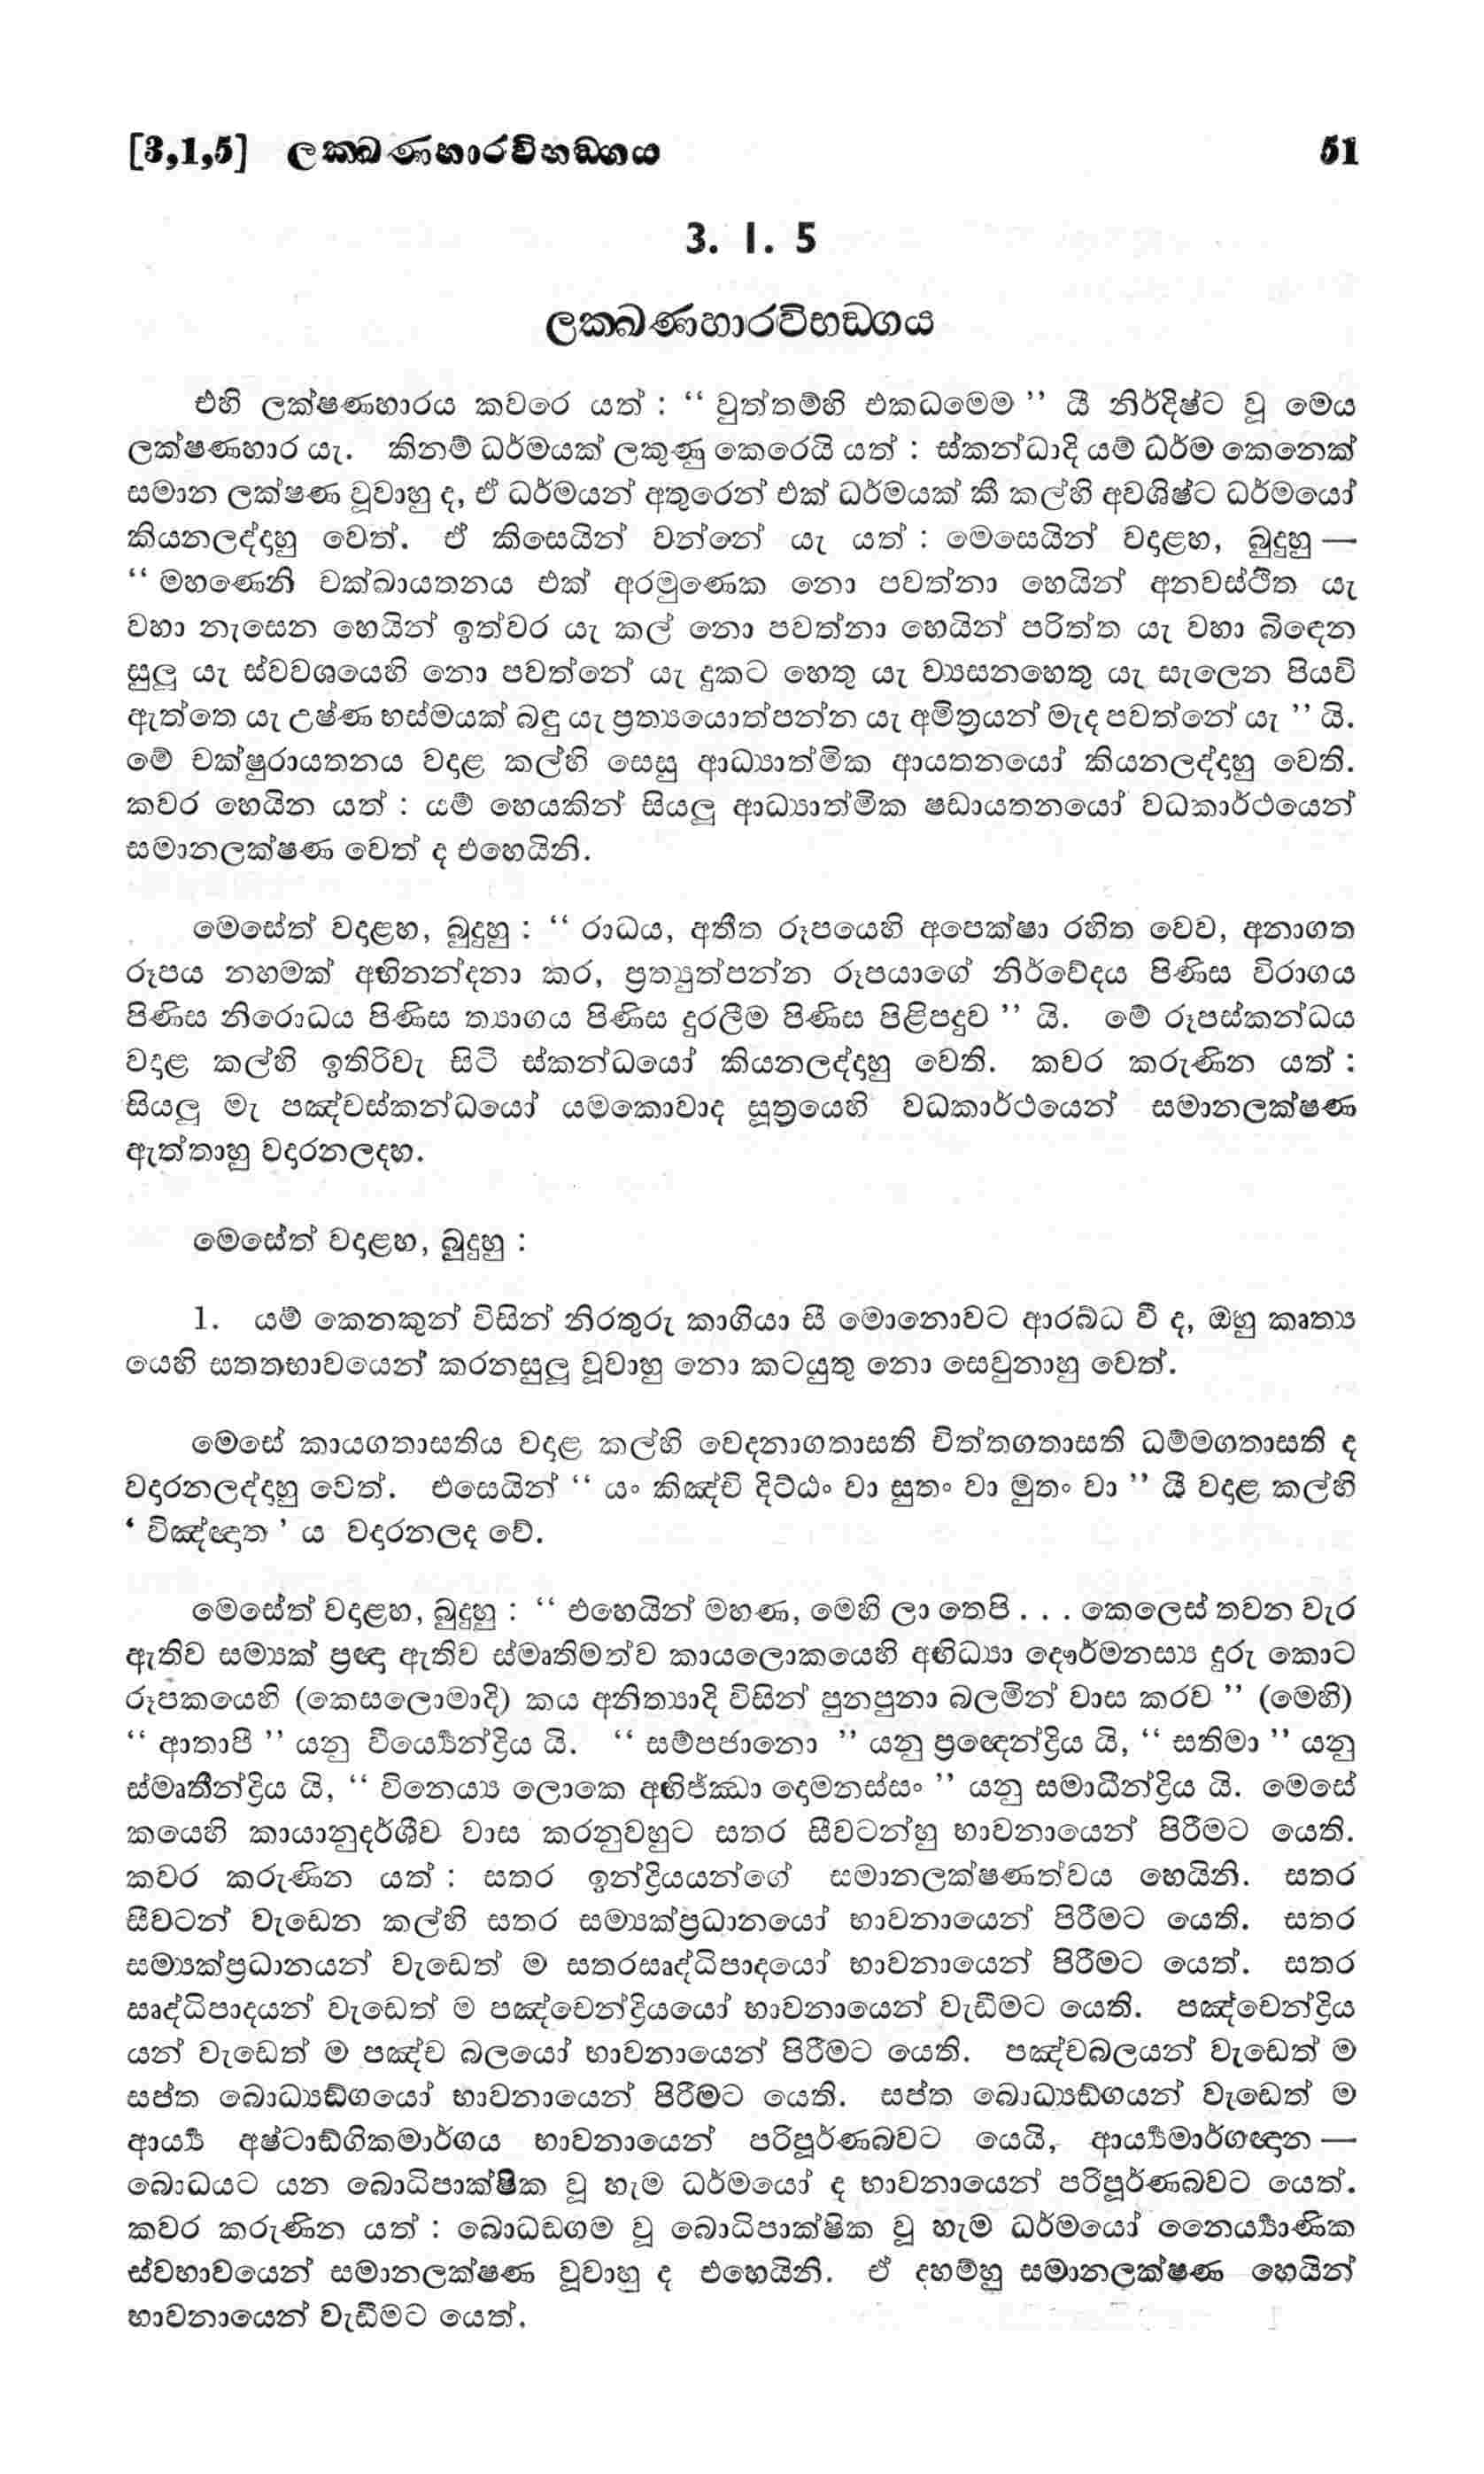 [3,1,5] ලක‍්ඛණහාරවිභඞ‍්ගය 51
3. 1. 5
ලක‍්ඛණහාරවිභඞ‍්ගය
එහි ලක්ෂණහාරය කවරෙ යත් : “ වුත්තම්හි එකධම‍්මෙ ” යී නිර්දිෂ්ට වූ මෙය
ලක්ෂණහාර යැ. කිනම් ධර්මයක් ලකුණු කෙරෙයි යත් : ස්කන්ධාදි යම් ධර්ම කෙනෙක්
සමාන ලක්ෂණ වූවාහු ද, ඒ ධර්මයන් අතුරෙන් එක් ධර්මයක් කී කල්හි අවශිෂ්ට ධර්මයෝ
කියනලද්දාහු වෙත්. ඒ කිසෙයින් වන්නේ යැ යත් : මෙසෙයින් වදාළහ, බුදුහු —
“ මහණෙනි චක්ඛායතනය එක් අරමුණෙක නො පවත්නා හෙයින් අනවස්ථිත යැ
වහා නැසෙන හෙයින් ඉත්වර යැ කල් නො පවත්නා හෙයින් පරිත්ත යැ වහා බිඳෙන
සුලු යැ ස්වවශයෙහි නො පවත්නේ යැ දුකට හෙතු යැ ව්‍යසනහෙතු යැ සැලෙන පියවි
ඇත්තෙ යැ උෂ්ණ භස්මයක් බඳු යැ ප්‍රත්‍යයොත්පන්න යැ අමිත්‍රයන් මැද පවත්නේ යැ ” යි.
මේ චක්ෂුරායතනය වදාළ කල්හි සෙසු ආධ්‍යාත්මික ආයතනයෝ කියනලද්දාහු වෙති.
කවර හෙයින යත් : යම් හෙයකින් සියලු ආධ්‍යාත්මික ෂඩායතනයෝ වධකාර්ථයෙන්
සමානලක්ෂණ වෙත් ද එහෙයිනි.
මෙසේත් වදාළහ, බුදුහු : “ රාධය, අතීත රූපයෙහි අපෙක්ෂා රහිත වෙව, අනාගත
රූපය නහමක් අභිනන්දනා කර, ප්‍රත්‍යුත්පන්න රූපයාගේ නිර්වේදය පිණිස විරාගය
පිණිස නිරොධය පිණිස ත්‍යාගය පිණිස දුරලීම පිණිස පිළිපදුව ” යි. මේ රූපස්කන්ධය
වදාළ කල්හි ඉතිරිවැ සිටි ස්කන්ධයෝ කියනලද්දාහු වෙති. කවර කරුණින යත් :
සියලු මැ පඤ්චස්කන්ධයෝ යමකොවාද සූත්‍රයෙහි වධකාර්ථයෙන් සමානලක්ෂණ
ඇත්තාහු වදාරනලදහ.
මෙසේත් වදාළහ, බුදුහු :
1. යම් කෙනකුන් විසින් නිරතුරු කාගියා සී මොනොවට ආරබ්ධ වී ද, ඔහු කෘත්‍ය
යෙහි සතතභාවයෙන් කරනසුලු වූවාහු නො කටයුතු නො සෙවුනාහු වෙත්.
මෙසේ කායගතාසතිය වදාළ කල්හි වෙදනාගතාසති චිත්තගතාසති ධම්මගතාසති ද
වදාරනලද්දාහු වෙත්. එසෙයින් “ යං කිඤ්චි දිට්ඨං වා සුතං වා මුතං වා ” යී වදාළ කල්හි
‘ විඤ්ඤාත ’ ය වදාරනලද වේ.
මෙසේත් වදාළහ, බුදුහු : “ එහෙයින් මහණ, මෙහි ලා තෙපි . . . කෙලෙස් තවන වැර
ඇතිව සම්‍යක් ප්‍රඥා ඇතිව ස්මෘතිමත්ව කායලොකයෙහි අභිධ්‍යා දෞර්මනස්‍ය දුරු කොට
රූපකයෙහි (කෙසලොමාදි) කය අනිත්‍යාදි විසින් පුනපුනා බලමින් වාස කරව ” (මෙහි)
“ ආතාපී ” යනු වීර්‍ය්‍යෙන්ද්‍රිය යි. “ සම්පජානො ” යනු ප්‍රඥෙන්ද්‍රිය යි, “ සතිමා ” යනු
ස්මෘතීන්ද්‍රිය යි, “ විනෙය්‍ය ලොකෙ අභිජ්ඣා දොමනස්සං ” යනු සමාධීන්ද්‍රිය යි. මෙසේ
කයෙහි කායානුදර්ශීව වාස කරනුවහුට සතර සීවටන්හු භාවනායෙන් පිරීමට යෙති.
කවර කරුණින යත් : සතර ඉන්ද්‍රියයන්ගේ සමානලක්ෂණත්වය හෙයිනි. සතර
සීවටන් වැඩෙන කල්හි සතර සම්‍යක්ප්‍රධානයෝ භාවනායෙන් පිරීමට යෙති. සතර
සම්‍යක්ප්‍රධානයන් වැඩෙත් ම සතරසෘද්ධිපාදයෝ භාවනායෙන් පිරීමට යෙත්. සතර
සෘද්ධිපාදයන් වැඩෙත් ම පඤ්චෙන්ද්‍රියයෝ භාවනායෙන් වැඩීමට යෙති. පඤ්චෙන්ද්‍රිය
යන් වැඩෙත් ම පඤ්ච බලයෝ භාවනායෙන් පිරීමට යෙති. පඤ්චබලයන් වැඩෙත් ම
සප්ත බොධ්‍යඞ්ගයෝ භාවනායෙන් පිරීමට යෙති. සප්ත බොධ්‍යඞ්ගයන් වැඩෙත් ම
ආර්‍ය්‍ය අෂ්ටාඞ්ගිකමාර්ගය භාවනායෙන් පරිපූර්ණබවට යෙයි, ආර්‍ය්‍යමාර්ගඥාන —
බොධයට යන බොධිපාක්ෂික වූ හැම ධර්මයෝ ද භාවනායෙන් පරිපූර්ණබවට යෙත්.
කවර කරුණින යත් : බොධඞ‍්ගම වූ බොධිපාක්ෂික වූ හැම ධර්මයෝ නෛර්‍ය්‍යාණික
ස්වභාවයෙන් සමානලක්ෂණ වූවාහු ද එහෙයිනි. ඒ දහම්හු සමානලක්ෂණ හෙයින්
භාවනායෙන් වැඩීමට යෙත්.